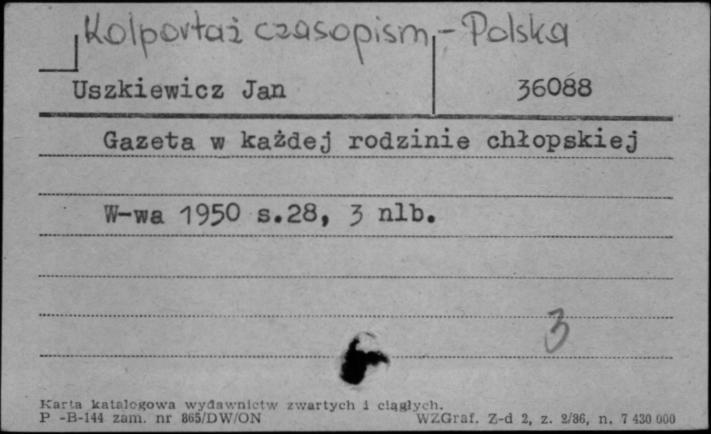 Kolportaż czasopism, - Polska
Uszkiewicz Jan 36088
Gazeta w każdej rodzinie chłopskiej
W-wa 1950 s.28, 3 nlb.
3
Karta katalogowa wydawnictw zwartych i ciągłych.
P -B-144 zam. nr 865/DW/ON WZGraf. Z-d 2, z. 2/86, n. 7 430 000